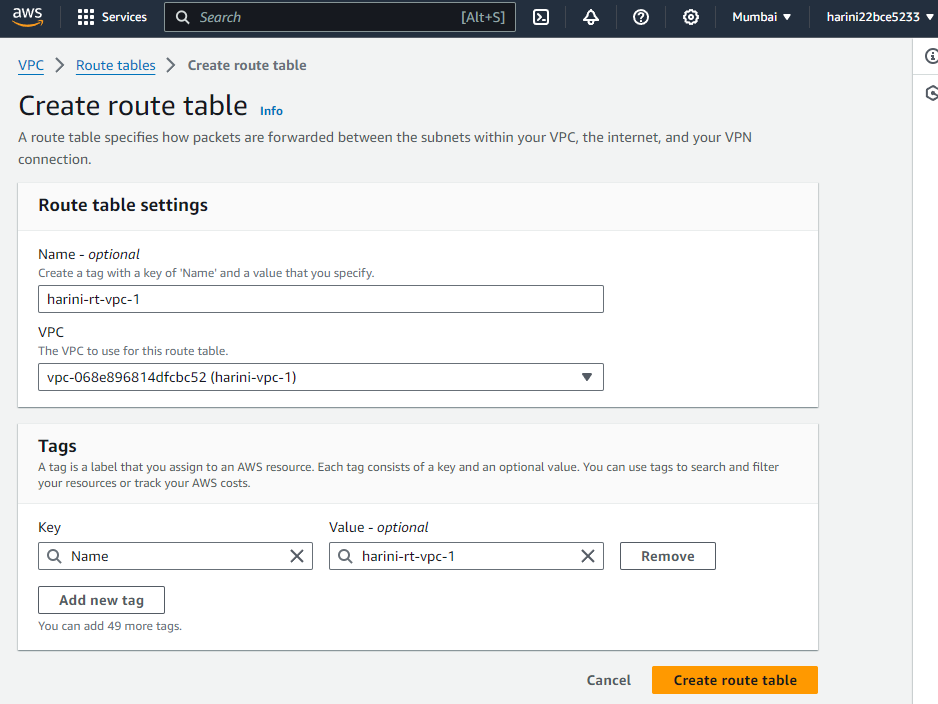 aws Services Search [Alt+S] Mumbai harini22bce5233
VPC Route tables Create route table
Create route table Info
A route table specifies how packets are forwarded between the subnets within your VPC, the internet, and your VPN
connection.
Route table settings
Name - optional
Create a tag with a key of 'Name' and a value that you specify.
harini-rt-vpc-1
VPC
The VPC to use for this route table.
vpc-068e896814dfcbc52 (harini-vpc-1)
Tags
A tag is a label that you assign to an AWS resource. Each tag consists of a key and an optional value. You can use tags to search and filter
your resources or track your AWS costs.
Key Value - optional
Name harini-rt-vpc-1 Remove
Add new tag
You can add 49 more tags.
Cancel Create route table